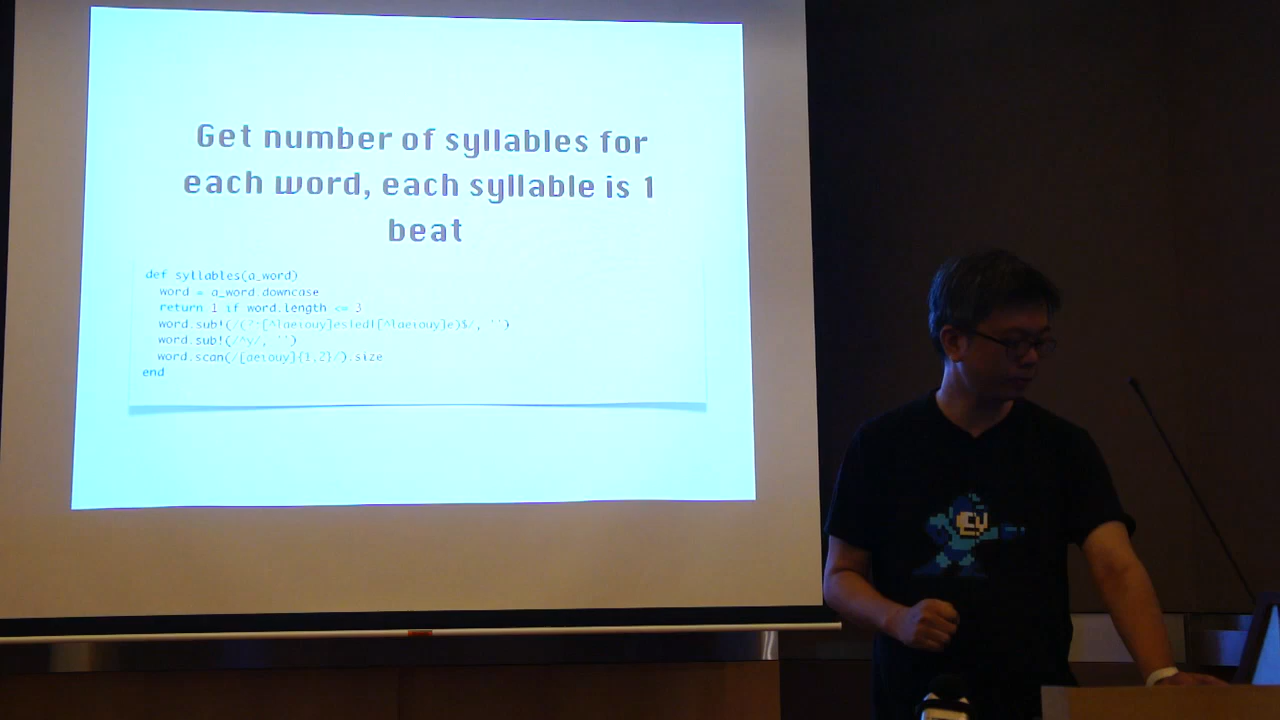 Get number of syllables for
each word, each syllable is 1
beat
def syllables(a_word)
word = a_word.downcase
return 1 if word.length <= 3
word.sub!(/(?:[^laeiouy]es|ed|[^laeiouy]e)$/, '')
word.sub!(/^y/, '')
word.scan(/[aeiouy]{1,2}/).size
end